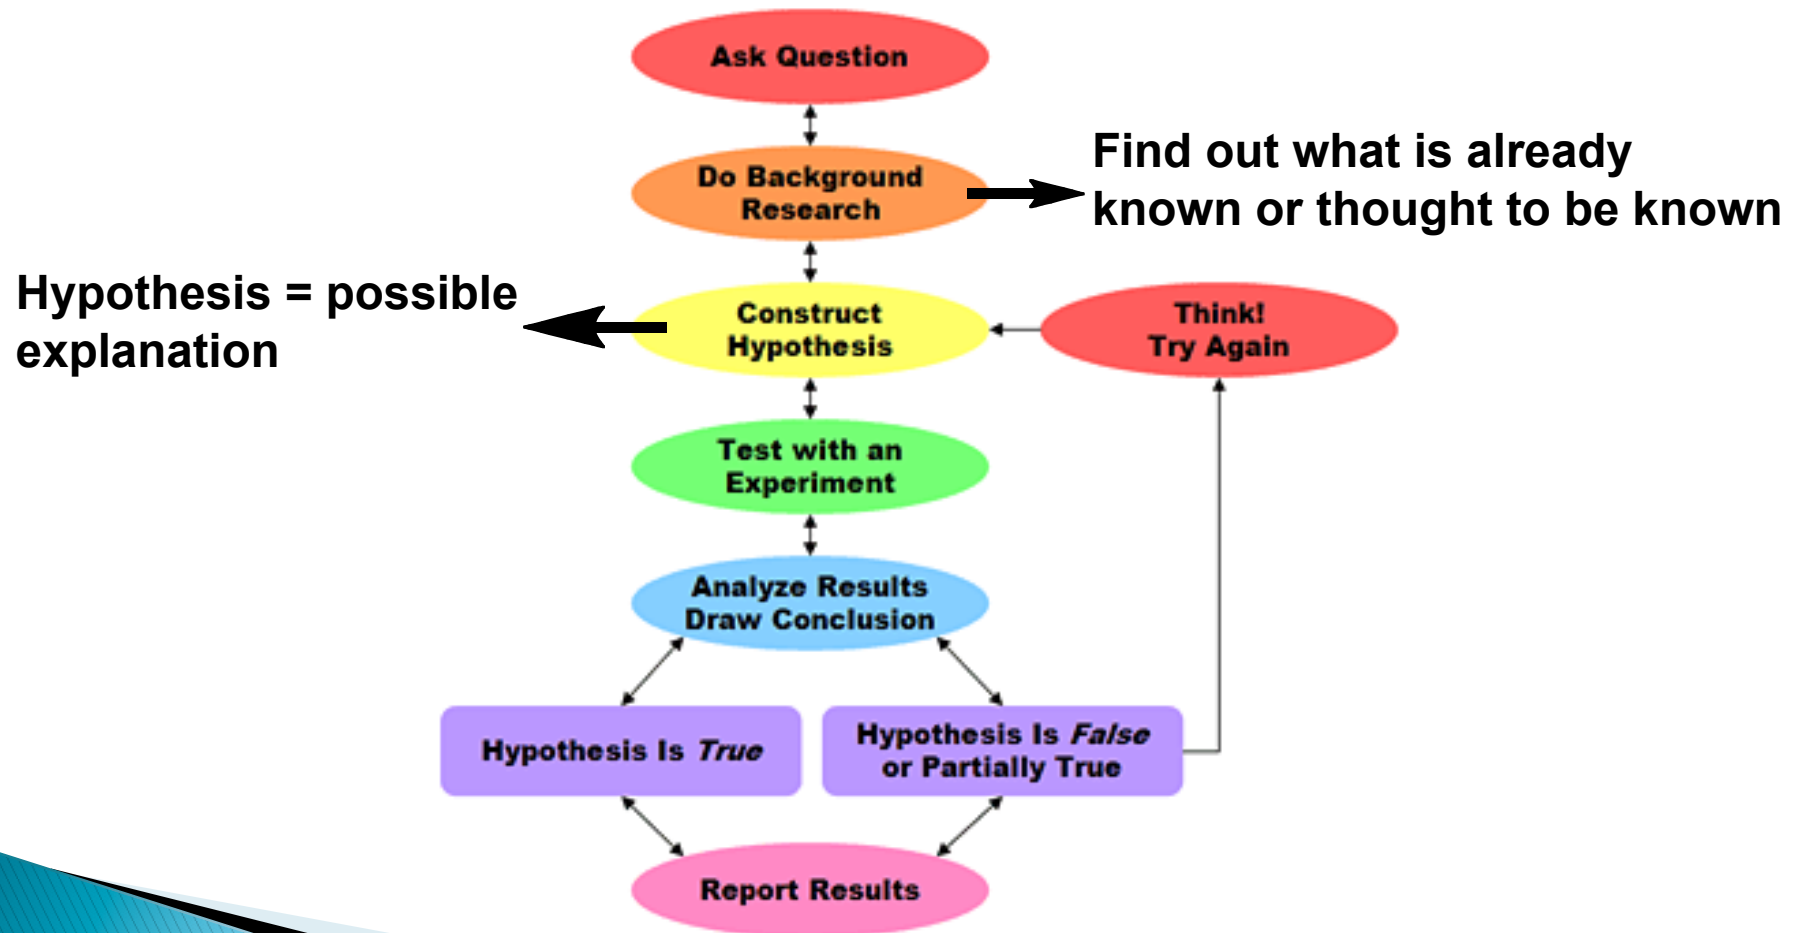 Ask Question
Do Background
Research
Find out what is already
known or thought to be known
Hypothesis = possible
explanation
Construct
Hypothesis
Think!
Try Again
Test with an
Experiment
Analyze Results
Draw Conclusion
Hypothesis Is True
Hypothesis Is False
or Partially True
Report Results